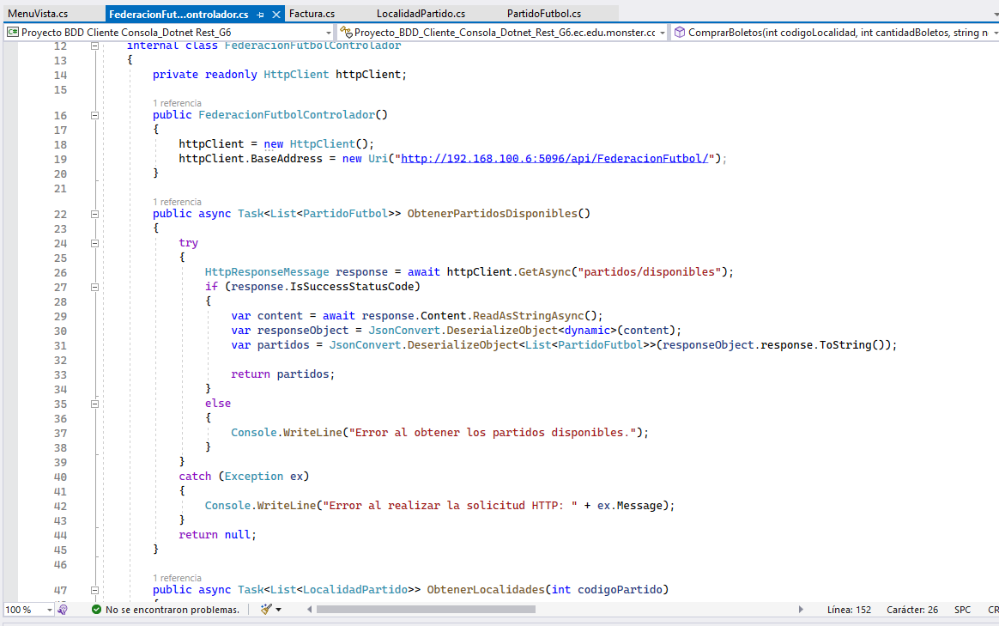 MenuVista.cs
FederacionFut...ontrolador.cs
Factura.cs
LocalidadPartido.cs
PartidoFutbol.cs
C# Proyecto BDD Cliente Consola_Dotnet Rest_G6
Proyecto_BDD_Cliente_Consola_Dotnet_Rest_G6.ec.edu.monster.cc
ComprarBoletos(int codigoLocalidad, int cantidadBoletos, string n
12 internal class FederacionFutbolControlador
13 {
14 private readonly HttpClient httpClient;
15
1 referencia
16 public FederacionFutbolControlador()
17 {
18 httpClient = new HttpClient();
19 httpClient.BaseAddress = new Uri("http://192.168.100.6:5096/api/FederacionFutbol/");
20 }
21
1 referencia
22 public async Task<List<PartidoFutbol>> ObtenerPartidosDisponibles()
23 {
24 try
25 {
26 HttpResponseMessage response = await httpClient.GetAsync("partidos/disponibles");
27 if (response.IsSuccessStatusCode)
28 {
29 var content = await response.Content.ReadAsStringAsync();
30 var responseObject = JsonConvert.DeserializeObject<dynamic>(content);
31 var partidos = JsonConvert.DeserializeObject<List<PartidoFutbol>>(responseObject.response.ToString());
32
33 return partidos;
34 }
35 else
36 {
37 Console.WriteLine("Error al obtener los partidos disponibles.");
38 }
39 }
40 catch (Exception ex)
41 {
42 Console.WriteLine("Error al realizar la solicitud HTTP: " + ex.Message);
43 }
44 return null;
45 }
46
1 referencia
47 public async Task<List<LocalidadPartido>> ObtenerLocalidades(int codigoPartido)
100 %
No se encontraron problemas.
Línea: 152
Carácter: 26
SPC
CR